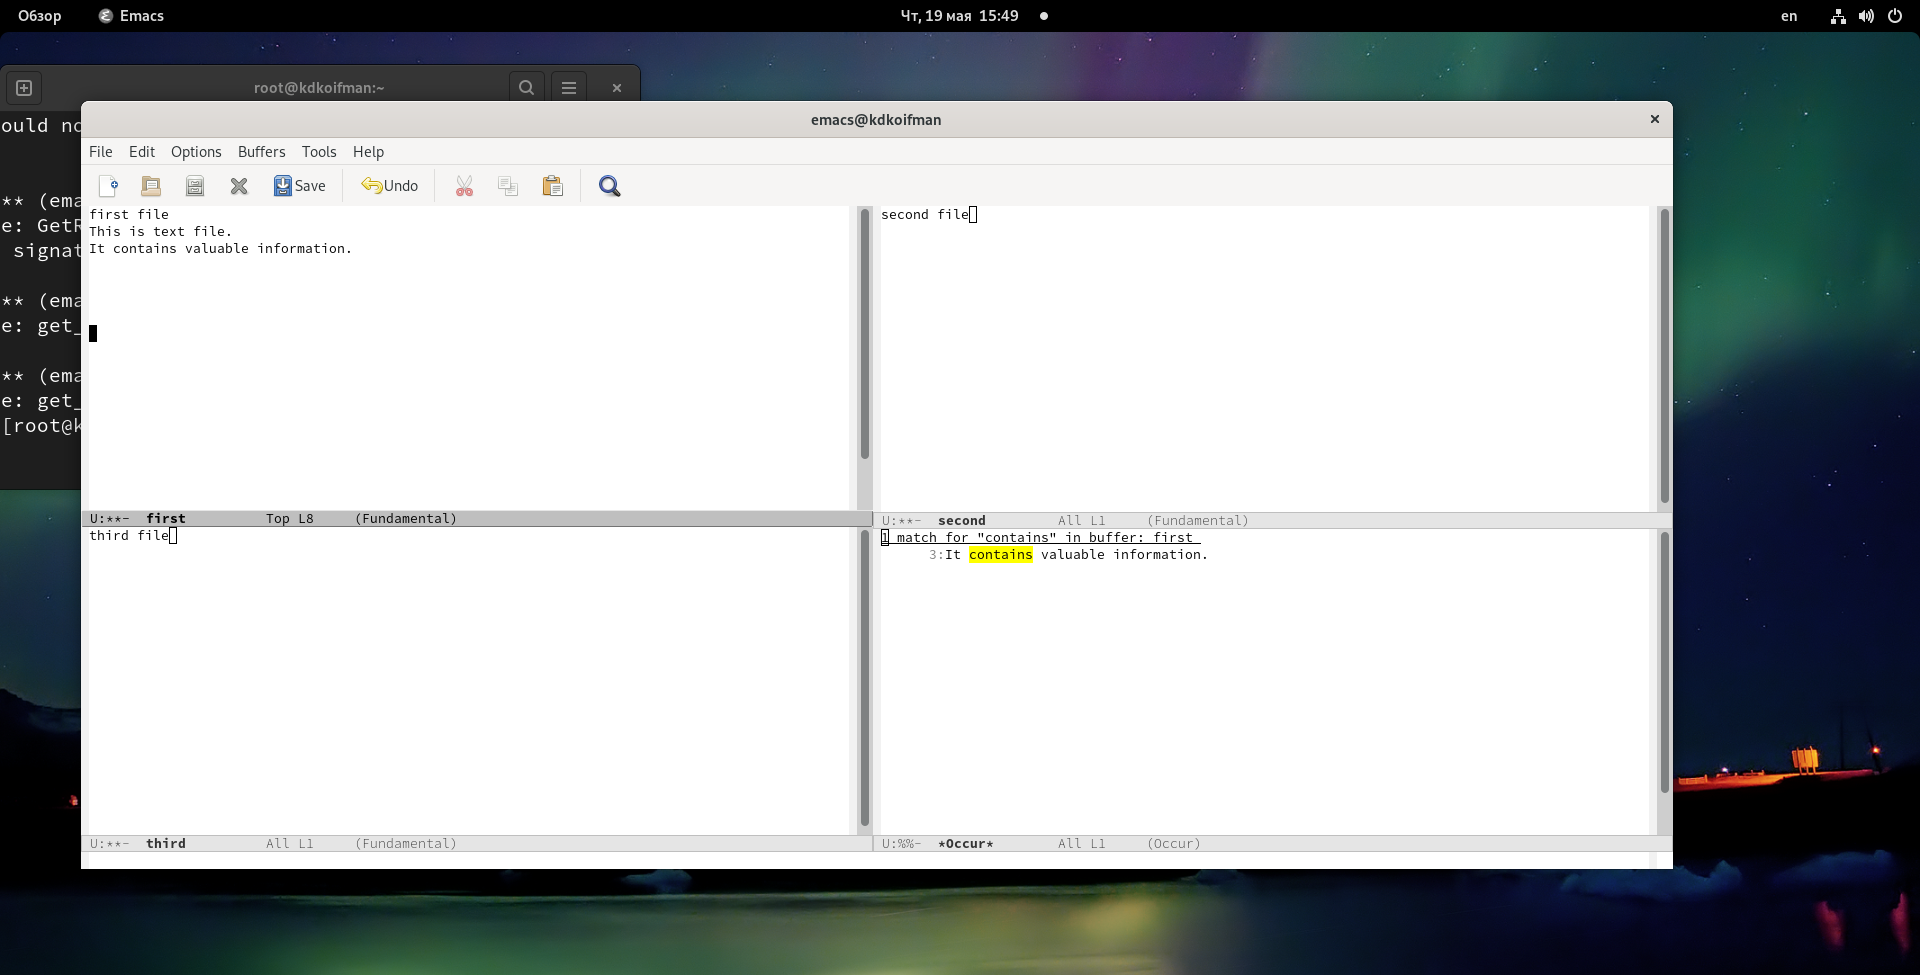 Обзор Emacs Чт, 19 мая 15:49 en
root@kdkoifman:~
ould no
** (ema
e: GetR
signat
** (ema
e: get_
** (ema
e: get_
[root@k
emacs@kdkoifman
File Edit Options Buffers Tools Help
Save Undo
first file
This is text file.
It contains valuable information.
U:**- first Top L8 (Fundamental)
second file
U:**- second All L1 (Fundamental)
third file
U:**- third All L1 (Fundamental)
1 match for "contains" in buffer: first
3:It contains valuable information.
U:%%- *Occur* All L1 (Occur)